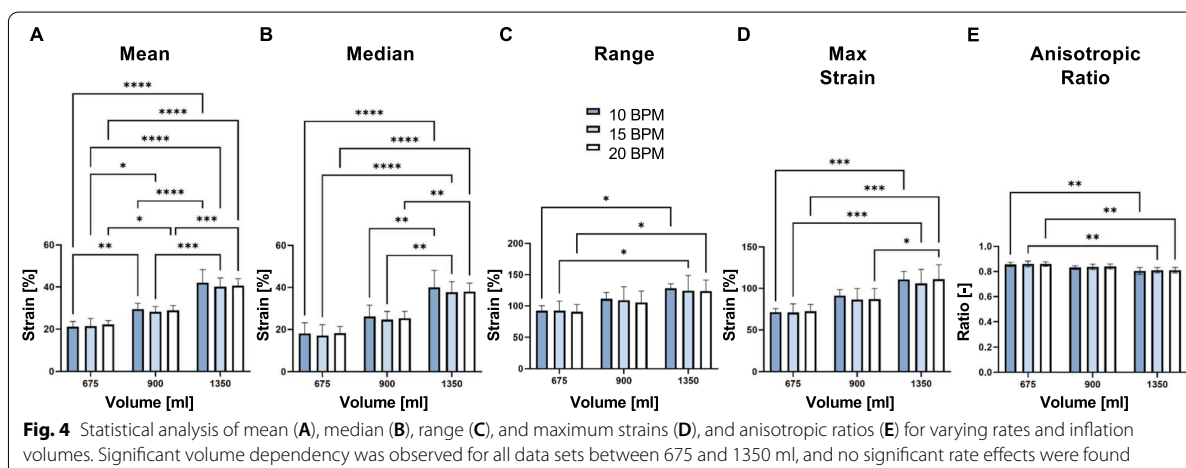 A
Mean
****
****
****
*
****
*
***
**
***
60
40
20
0
Strain [%]
675
900
1350
Volume [ml]
B
Median
****
****
****
**
**
**
60
40
20
0
Strain [%]
675
900
1350
Volume [ml]
C
Range
10 BPM
15 BPM
20 BPM
*
*
*
200
150
100
50
0
Strain [%]
675
900
1350
Volume [ml]
D
Max
Strain
***
***
***
*
150
100
50
0
Strain [%]
675
900
1350
Volume [ml]
E
Anisotropic
Ratio
**
**
**
1.0
0.8
0.6
0.4
0.2
0.0
Ratio [-]
675
900
1350
Volume [ml]
Fig. 4 Statistical analysis of mean (A), median (B), range (C), and maximum strains (D), and anisotropic ratios (E) for varying rates and inflation
volumes. Significant volume dependency was observed for all data sets between 675 and 1350 ml, and no significant rate effects were found